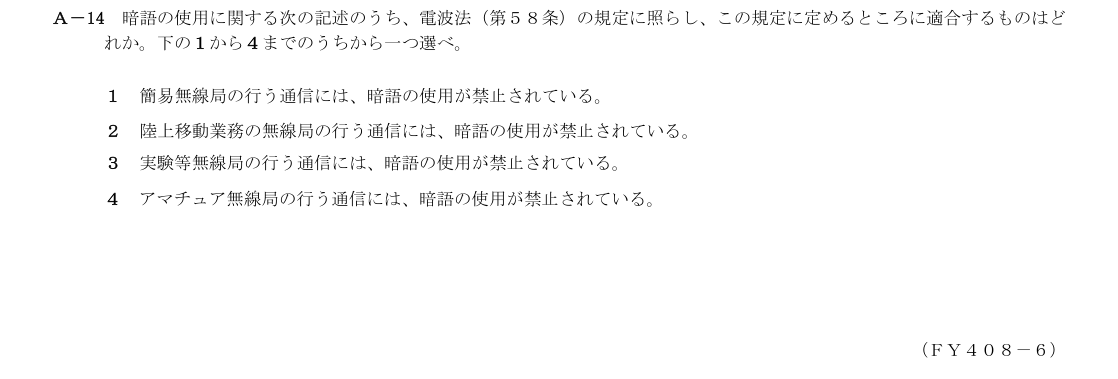 A－14　暗語の使用に関する次の記述のうち、電波法（第５８条）の規定に照らし、この規定に定めるところに適合するものはど
れか。下の１から４までのうちから一つ選べ。
1　簡易無線局の行う通信には、暗語の使用が禁止されている。
2　陸上移動業務の無線局の行う通信には、暗語の使用が禁止されている。
3　実験等無線局の行う通信には、暗語の使用が禁止されている。
4　アマチュア無線局の行う通信には、暗語の使用が禁止されている。
（ＦＹ４０８－６）